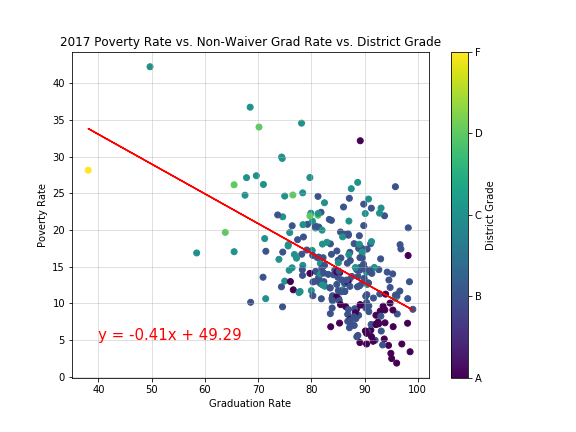 2017 Poverty Rate vs. Non-Waiver Grad Rate vs. District Grade
40
35
30
25
20
15
10
5
0
Poverty Rate
y = -0.41x + 49.29
40 50 60 70 80 90 100
Graduation Rate
F
D
C
B
A
District Grade